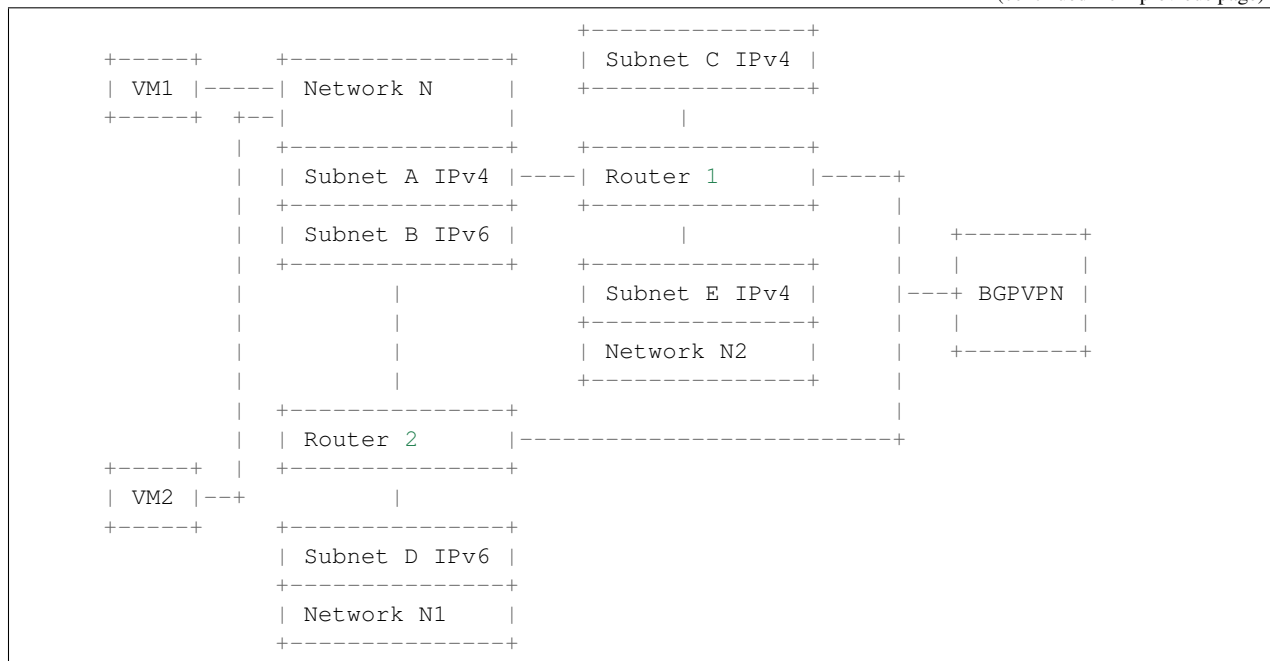 (continued from previous page)
                                        +---------------+
    +-----+     +---------------+       | Subnet C IPv4 |
    | VM1 |-----| Network N     |       +---------------+
    +-----+  +--|               |              |
             |  +---------------+       +---------------+
             |  | Subnet A IPv4 |----| Router 1      |-----+
             |  +---------------+       +---------------+     |
             |  | Subnet B IPv6 |              |              |   +--------+
             |  +---------------+       +---------------+     |   |        |
             |          |               | Subnet E IPv4 |     |---+ BGPVPN |
             |          |               +---------------+     |   |        |
             |          |               | Network N2    |     |   +--------+
             |          |               +---------------+     |
             |  +---------------+                             |
             |  | Router 2      |--------------------------+
    +-----+  |  +---------------+
    | VM2 |--+          |
    +-----+     +---------------+
                | Subnet D IPv6 |
                +---------------+
                | Network N1    |
                +---------------+